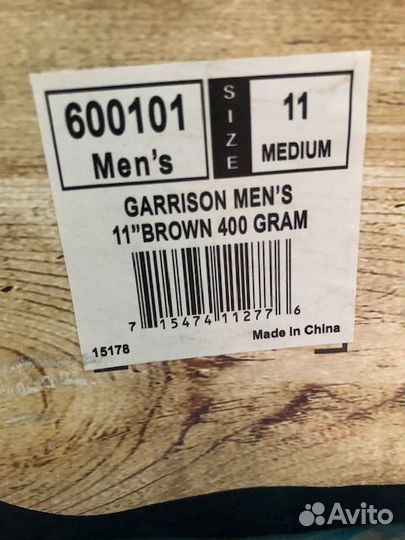 600101
Men's
SIZE
11
MEDIUM
GARRISON MEN'S
11"BROWN 400 GRAM
7 15474 11277 6
15178
Made in China
Avito